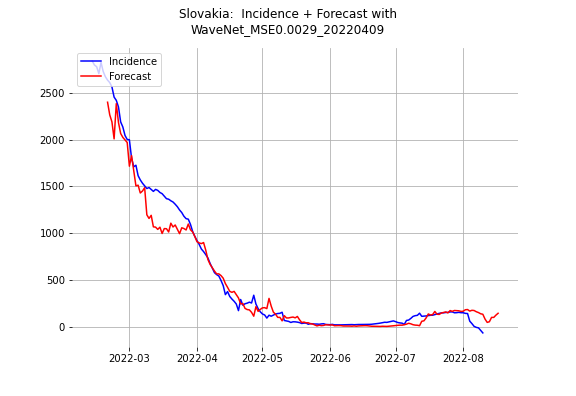 Slovakia:  Incidence + Forecast with
WaveNet_MSE0.0029_20220409
Incidence
Forecast
2500
2000
1500
1000
500
0
2022-03 2022-04 2022-05 2022-06 2022-07 2022-08